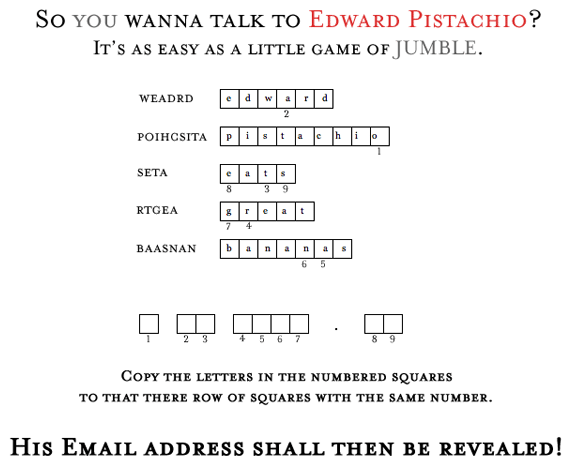 So you wanna talk to Edward Pistachio?
It's as easy as a little game of JUMBLE.
WEADRD e d w a r d
2
POIHCSITA p i s t a c h i o
1
SETA e a t s
8 3 9
RTGEA g r e a t
7 4
BAASNAN b a n a n a s
6 5
.
1 2 3 4 5 6 7 8 9
Copy the letters in the numbered squares
to that there row of squares with the same number.
His Email address shall then be revealed!